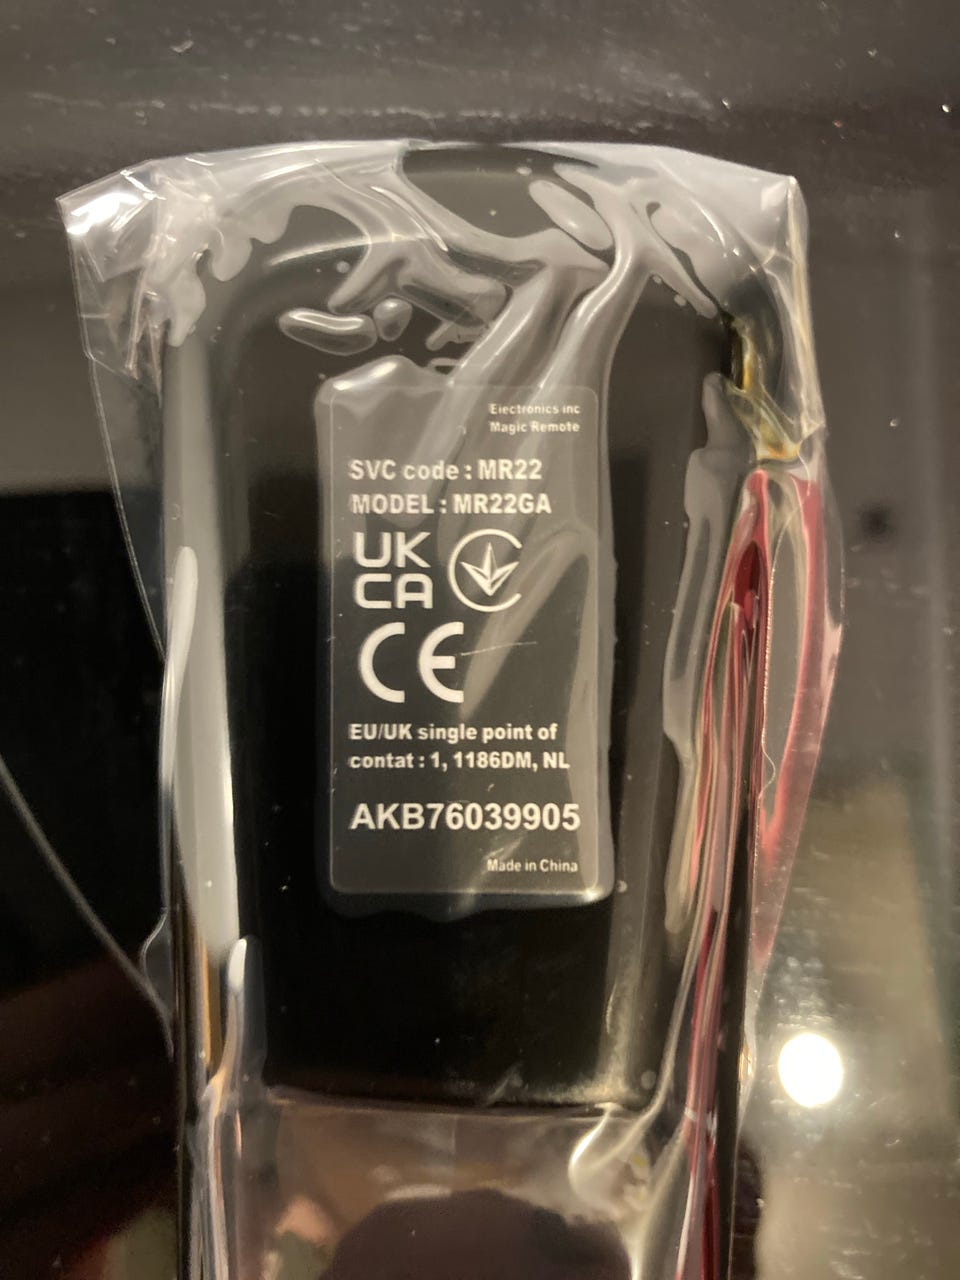 Electronics inc
Magic Remote
SVC code : MR22
MODEL : MR22GA
UK
CA
CE
EU/UK single point of
contat : 1, 1186DM, NL
AKB76039905
Made in China